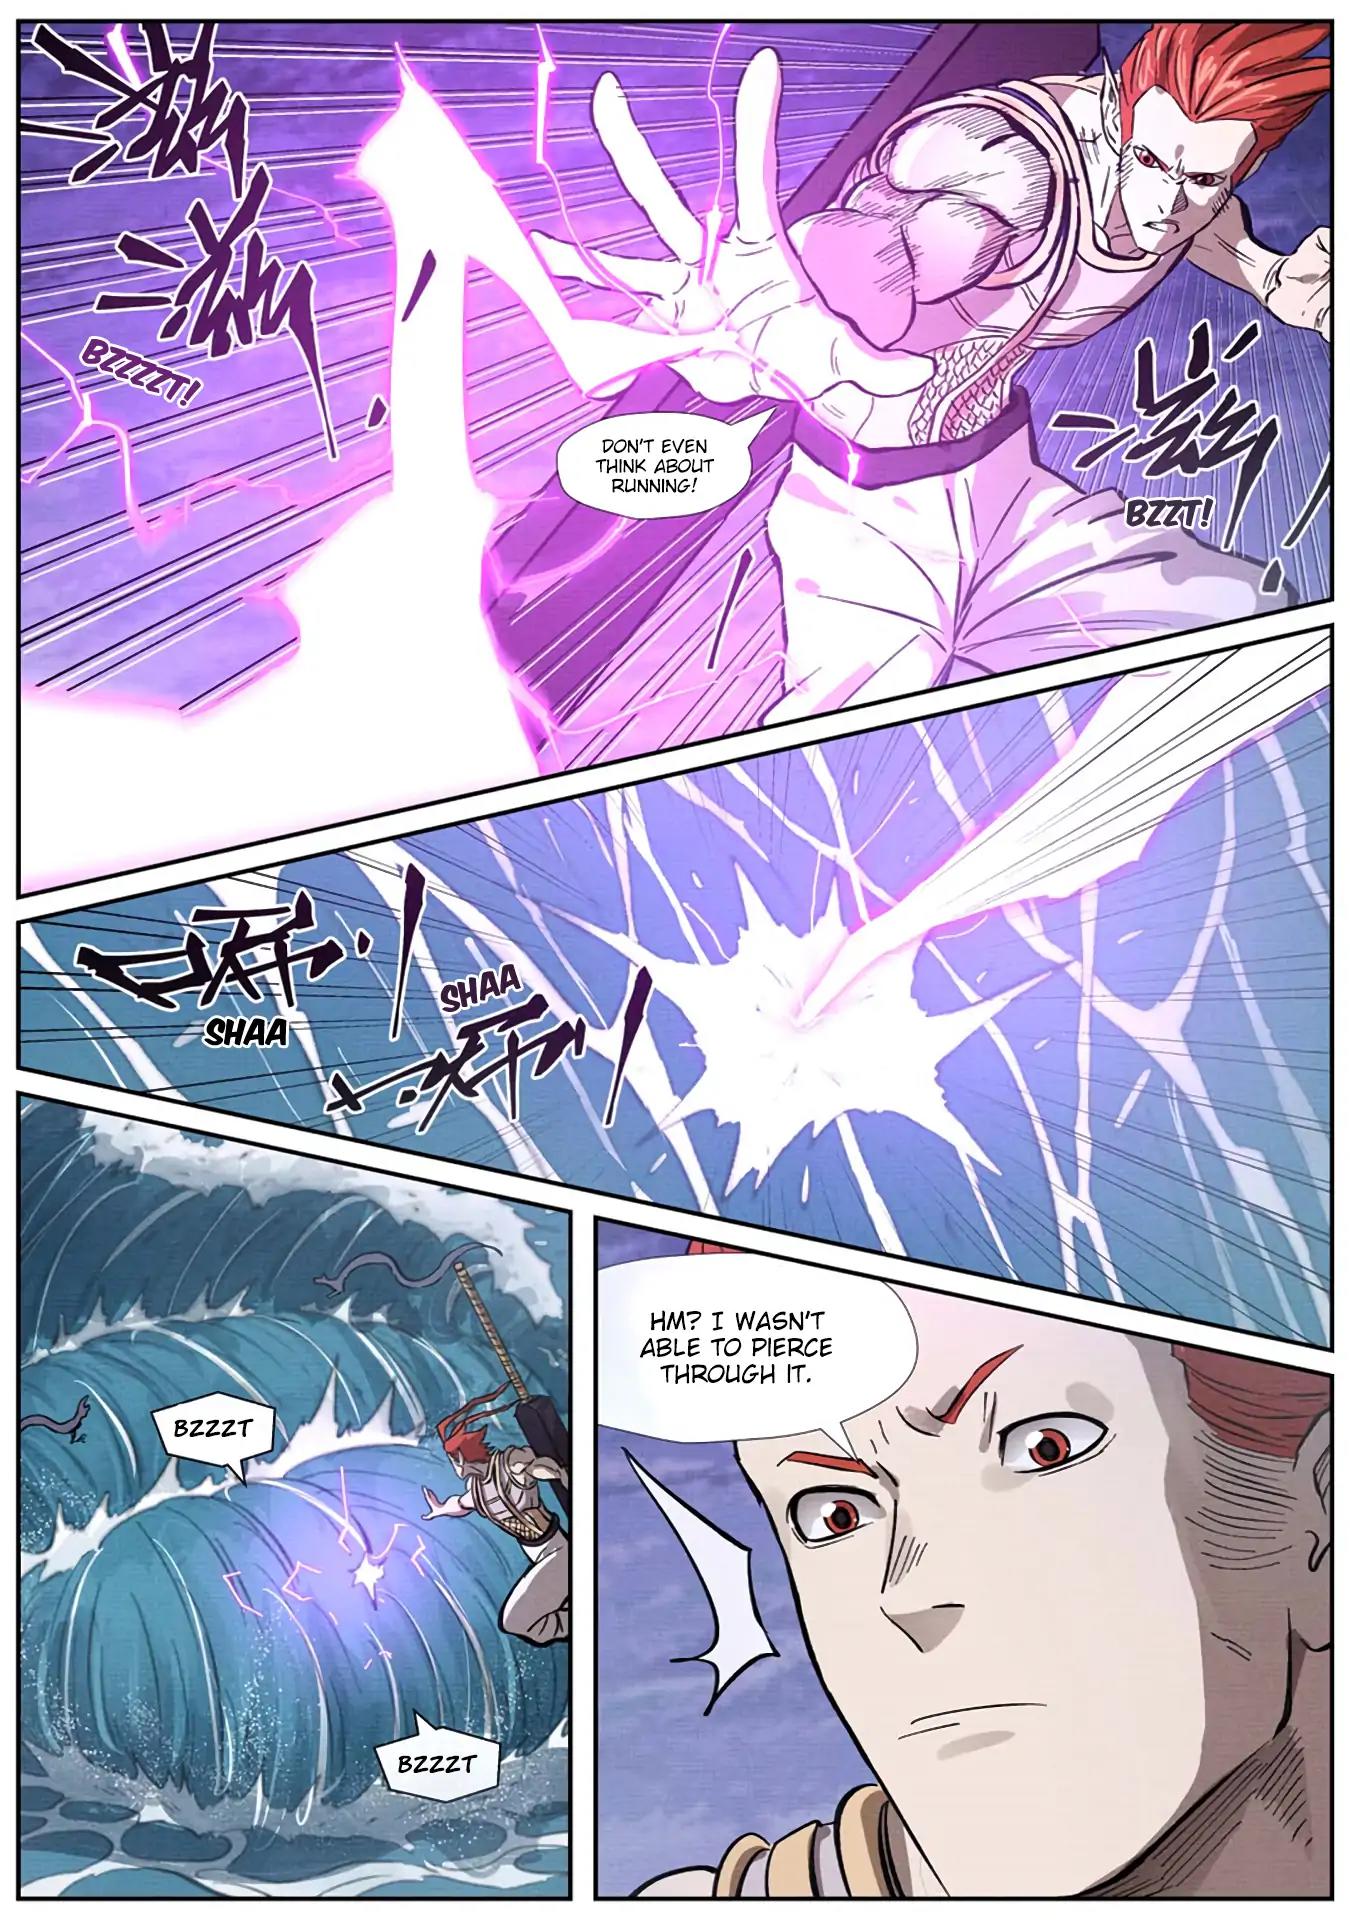 BZZZZT!
DON'T EVEN
THINK ABOUT
RUNNING!
BZZT!
SHAA
SHAA
BZZZT
HM? I WASN'T
ABLE TO PIERCE
THROUGH IT.
BZZZT